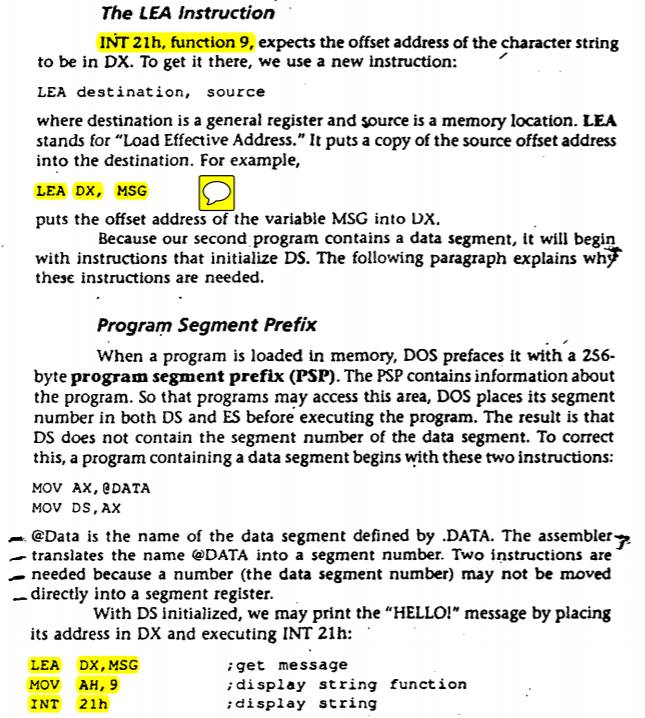 The LEA Instruction
INT 21h, function 9, expects the offset address of the character string
to be in DX. To get it there, we use a new instruction:
LEA destination, source
where destination is a general register and source is a memory location. LEA
stands for “Load Effective Address.” It puts a copy of the source offset address
into the destination. For example,
LEA DX, MSG
puts the offset address of the variable MSG into DX.
Because our second program contains a data segment, it will begin
with instructions that initialize DS. The following paragraph explains why
these instructions are needed.
Program Segment Prefix
When a program is loaded in memory, DOS prefaces it with a 256-
byte program segment prefix (PSP). The PSP contains information about
the program. So that programs may access this area, DOS places its segment
number in both DS and ES before executing the program. The result is that
DS does not contain the segment number of the data segment. To correct
this, a program containing a data segment begins with these two instructions:
MOV AX,@DATA
MOV DS,AX
@Data is the name of the data segment defined by .DATA. The assembler
translates the name @DATA into a segment number. Two instructions are
needed because a number (the data segment number) may not be moved
directly into a segment register.
With DS initialized, we may print the “HELLO!” message by placing
its address in DX and executing INT 21h:
LEA DX,MSG ;get message
MOV AH,9 ;display string function
INT 21h ;display string